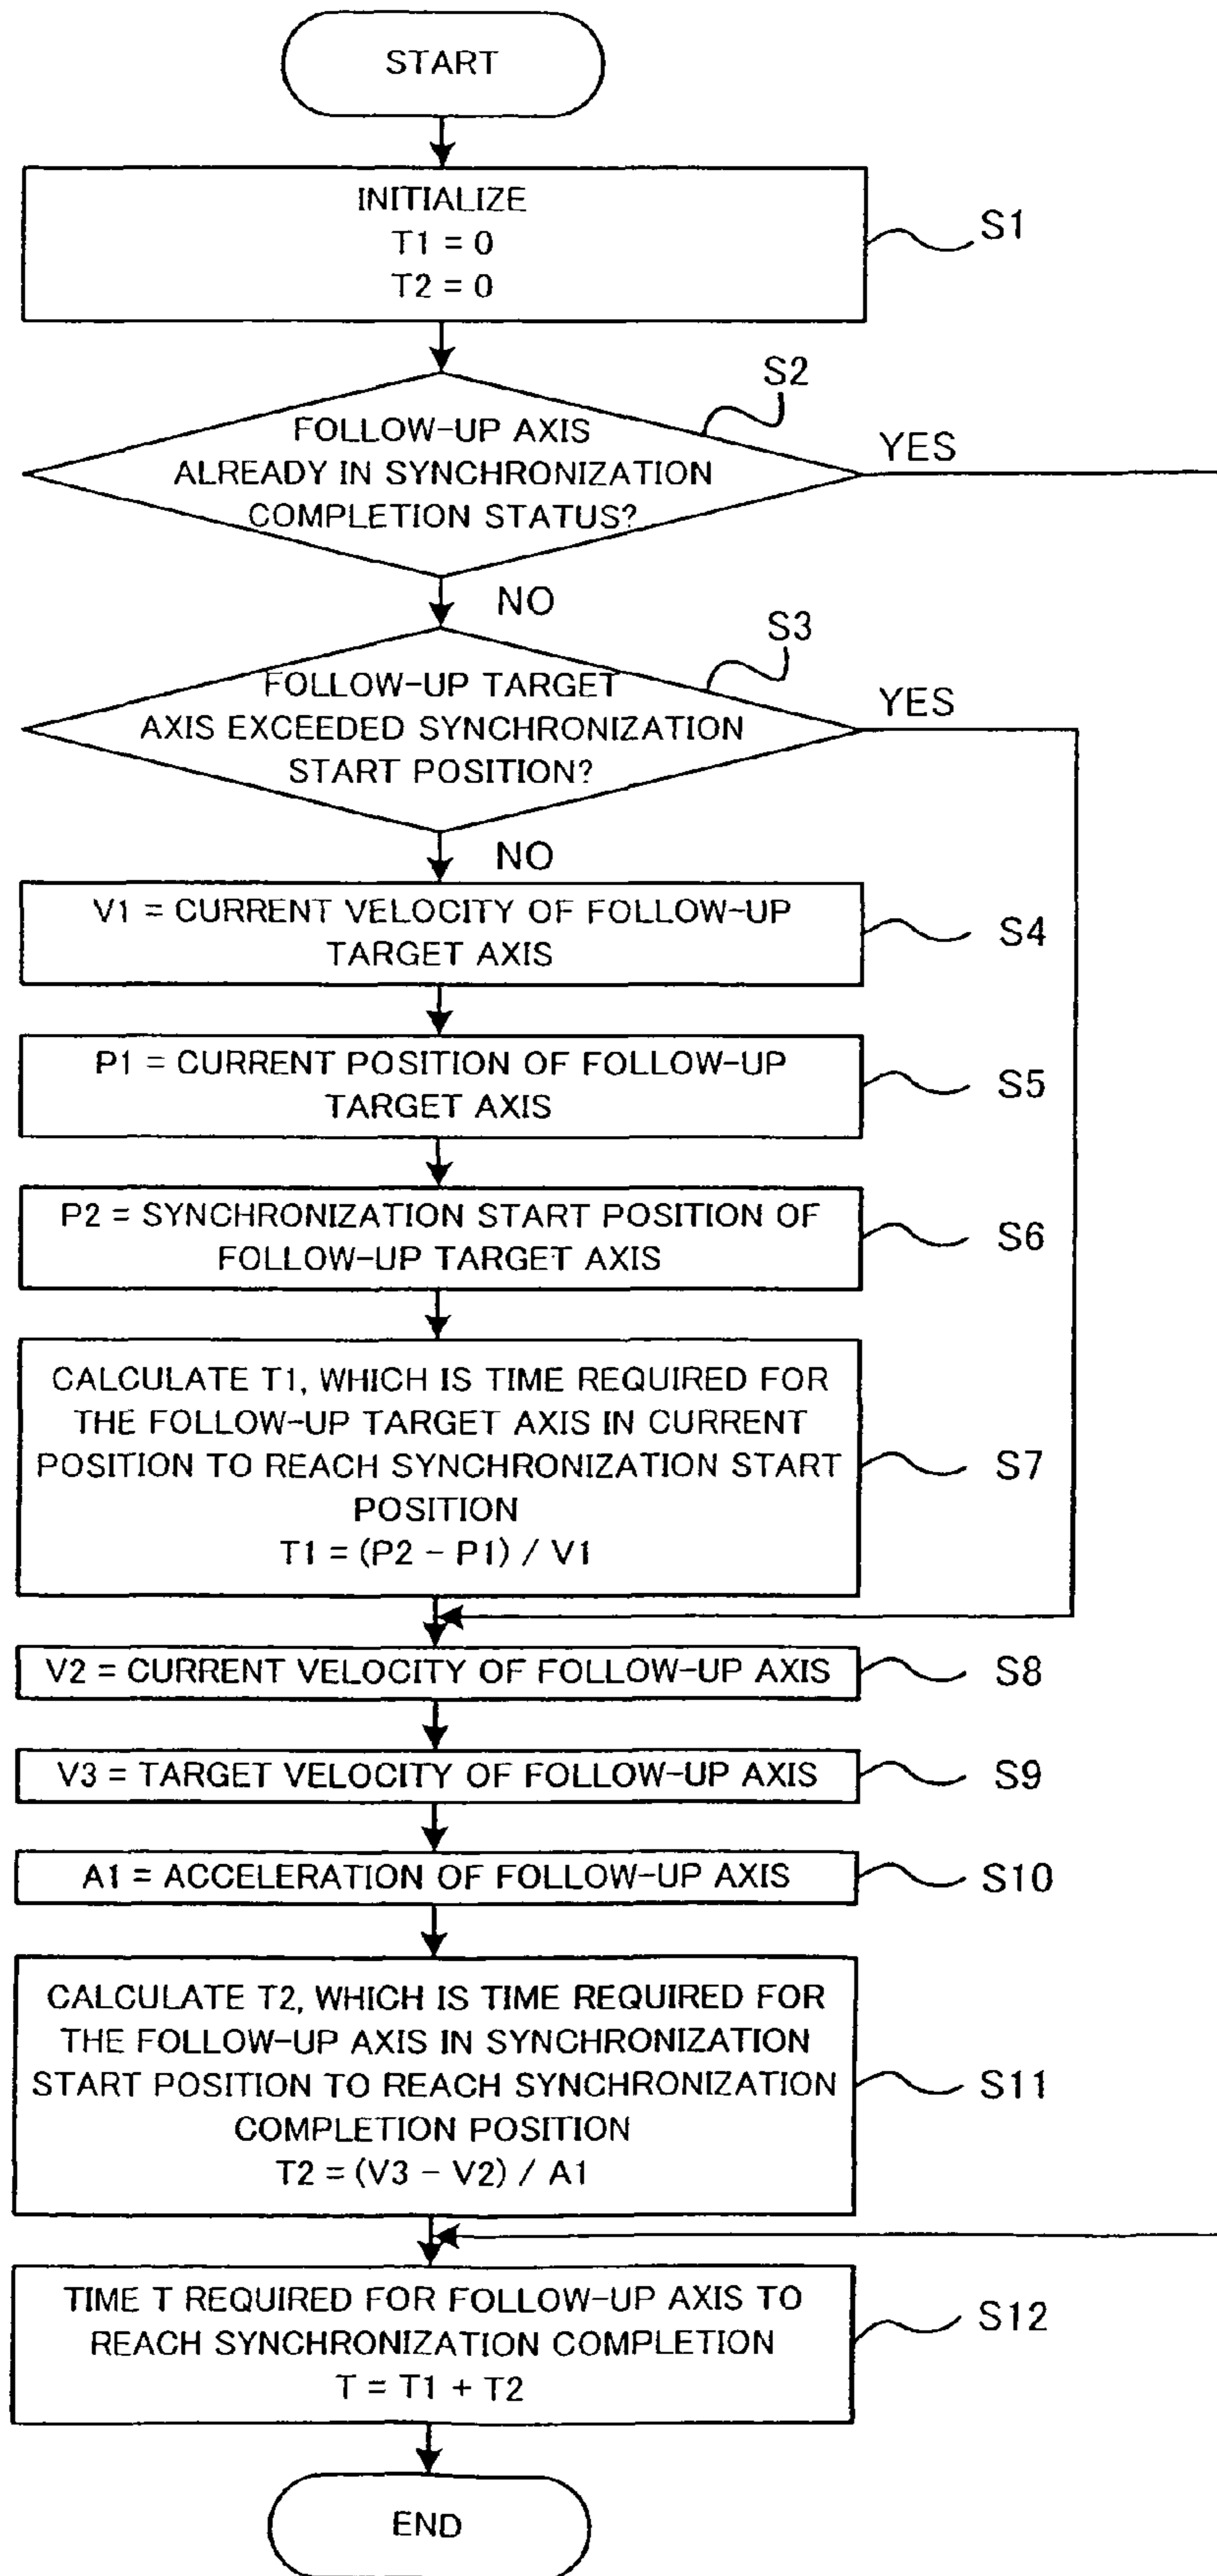 START
INITIALIZE
T1 = 0
T2 = 0
S1
S2
FOLLOW-UP AXIS
ALREADY IN SYNCHRONIZATION
COMPLETION STATUS?
YES
NO
S3
FOLLOW-UP TARGET
AXIS EXCEEDED SYNCHRONIZATION
START POSITION?
YES
NO
V1 = CURRENT VELOCITY OF FOLLOW-UP
TARGET AXIS
S4
P1 = CURRENT POSITION OF FOLLOW-UP
TARGET AXIS
S5
P2 = SYNCHRONIZATION START POSITION OF
FOLLOW-UP TARGET AXIS
S6
CALCULATE T1, WHICH IS TIME REQUIRED FOR
THE FOLLOW-UP TARGET AXIS IN CURRENT
POSITION TO REACH SYNCHRONIZATION START
POSITION
T1 = (P2 - P1) / V1
S7
V2 = CURRENT VELOCITY OF FOLLOW-UP AXIS
S8
V3 = TARGET VELOCITY OF FOLLOW-UP AXIS
S9
A1 = ACCELERATION OF FOLLOW-UP AXIS
S10
CALCULATE T2, WHICH IS TIME REQUIRED FOR
THE FOLLOW-UP AXIS IN SYNCHRONIZATION
START POSITION TO REACH SYNCHRONIZATION
COMPLETION POSITION
T2 = (V3 - V2) / A1
S11
TIME T REQUIRED FOR FOLLOW-UP AXIS TO
REACH SYNCHRONIZATION COMPLETION
T = T1 + T2
S12
END